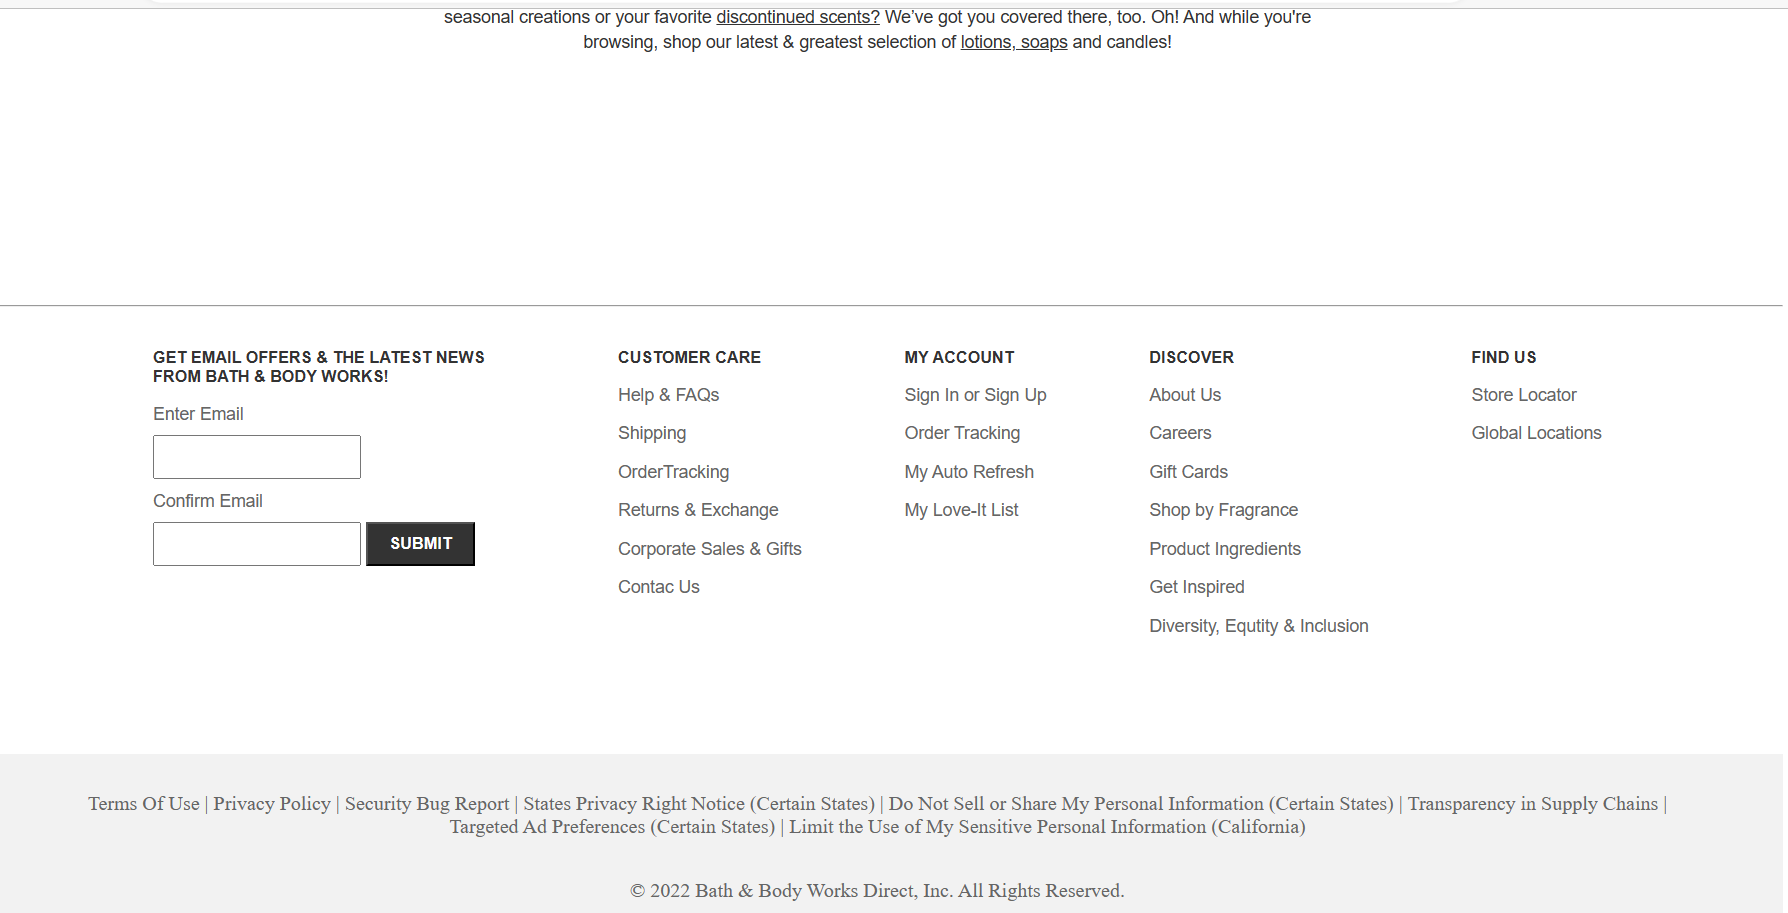 seasonal creations or your favorite discontinued scents? We’ve got you covered there, too. Oh! And while you're
browsing, shop our latest & greatest selection of lotions, soaps and candles!
GET EMAIL OFFERS & THE LATEST NEWS
FROM BATH & BODY WORKS!
Enter Email
Confirm Email
SUBMIT
CUSTOMER CARE
Help & FAQs
Shipping
OrderTracking
Returns & Exchange
Corporate Sales & Gifts
Contac Us
MY ACCOUNT
Sign In or Sign Up
Order Tracking
My Auto Refresh
My Love-It List
DISCOVER
About Us
Careers
Gift Cards
Shop by Fragrance
Product Ingredients
Get Inspired
Diversity, Equtity & Inclusion
FIND US
Store Locator
Global Locations
Terms Of Use | Privacy Policy | Security Bug Report | States Privacy Right Notice (Certain States) | Do Not Sell or Share My Personal Information (Certain States) | Transparency in Supply Chains |
Targeted Ad Preferences (Certain States) | Limit the Use of My Sensitive Personal Information (California)
© 2022 Bath & Body Works Direct, Inc. All Rights Reserved.